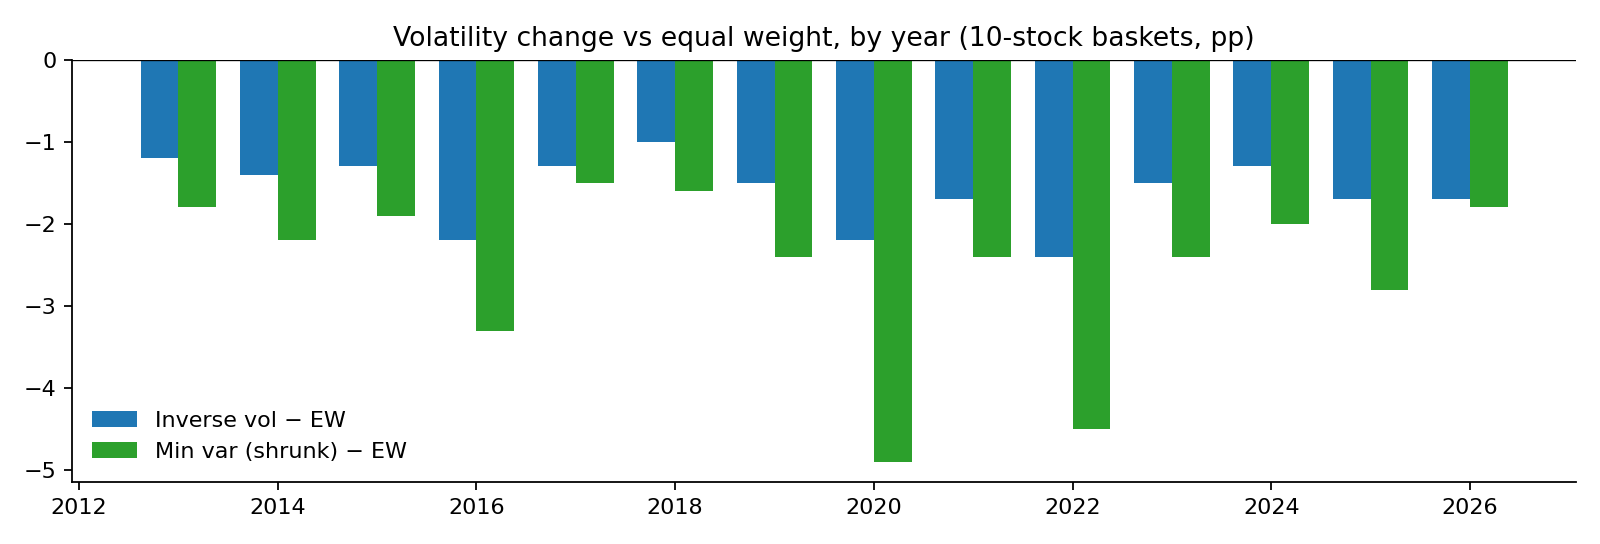 Volatility change vs equal weight, by year (10-stock baskets, pp)
0
−1
−2
−3
−4
−5
Inverse vol − EW
Min var (shrunk) − EW
2012 2014 2016 2018 2020 2022 2024 2026